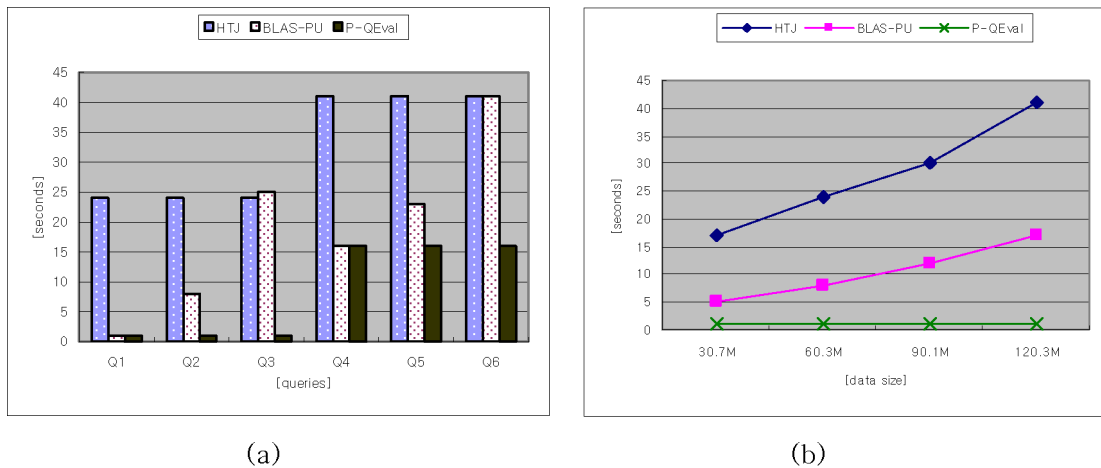 HTJ BLAS-PU P-QEval
45
40
35
30
25
20
15
10
5
0
[seconds]
Q1 Q2 Q3 Q4 Q5 Q6
[queries]
(a)
HTJ BLAS-PU P-QEval
45
40
35
30
25
20
15
10
5
0
[seconds]
30.7M 60.3M 90.1M 120.3M
[data size]
(b)